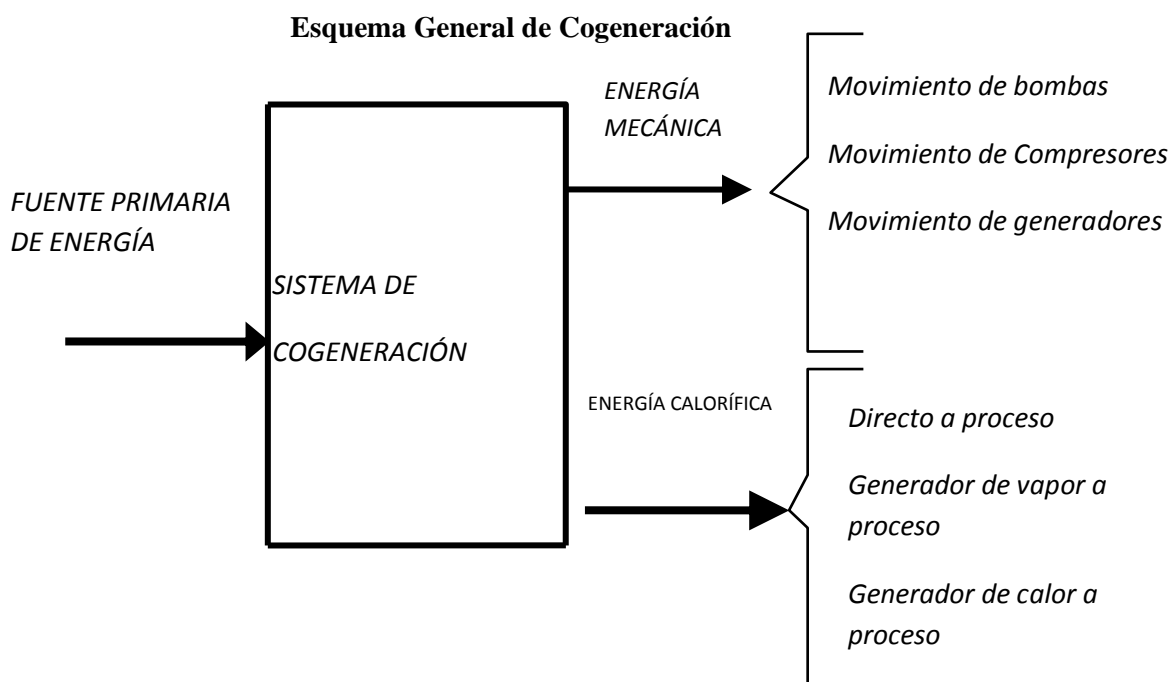 Esquema General de Cogeneración
FUENTE PRIMARIA
DE ENERGÍA
SISTEMA DE
COGENERACIÓN
ENERGÍA
MECÁNICA
Movimiento de bombas
Movimiento de Compresores
Movimiento de generadores
ENERGÍA CALORÍFICA
Directo a proceso
Generador de vapor a
proceso
Generador de calor a
proceso